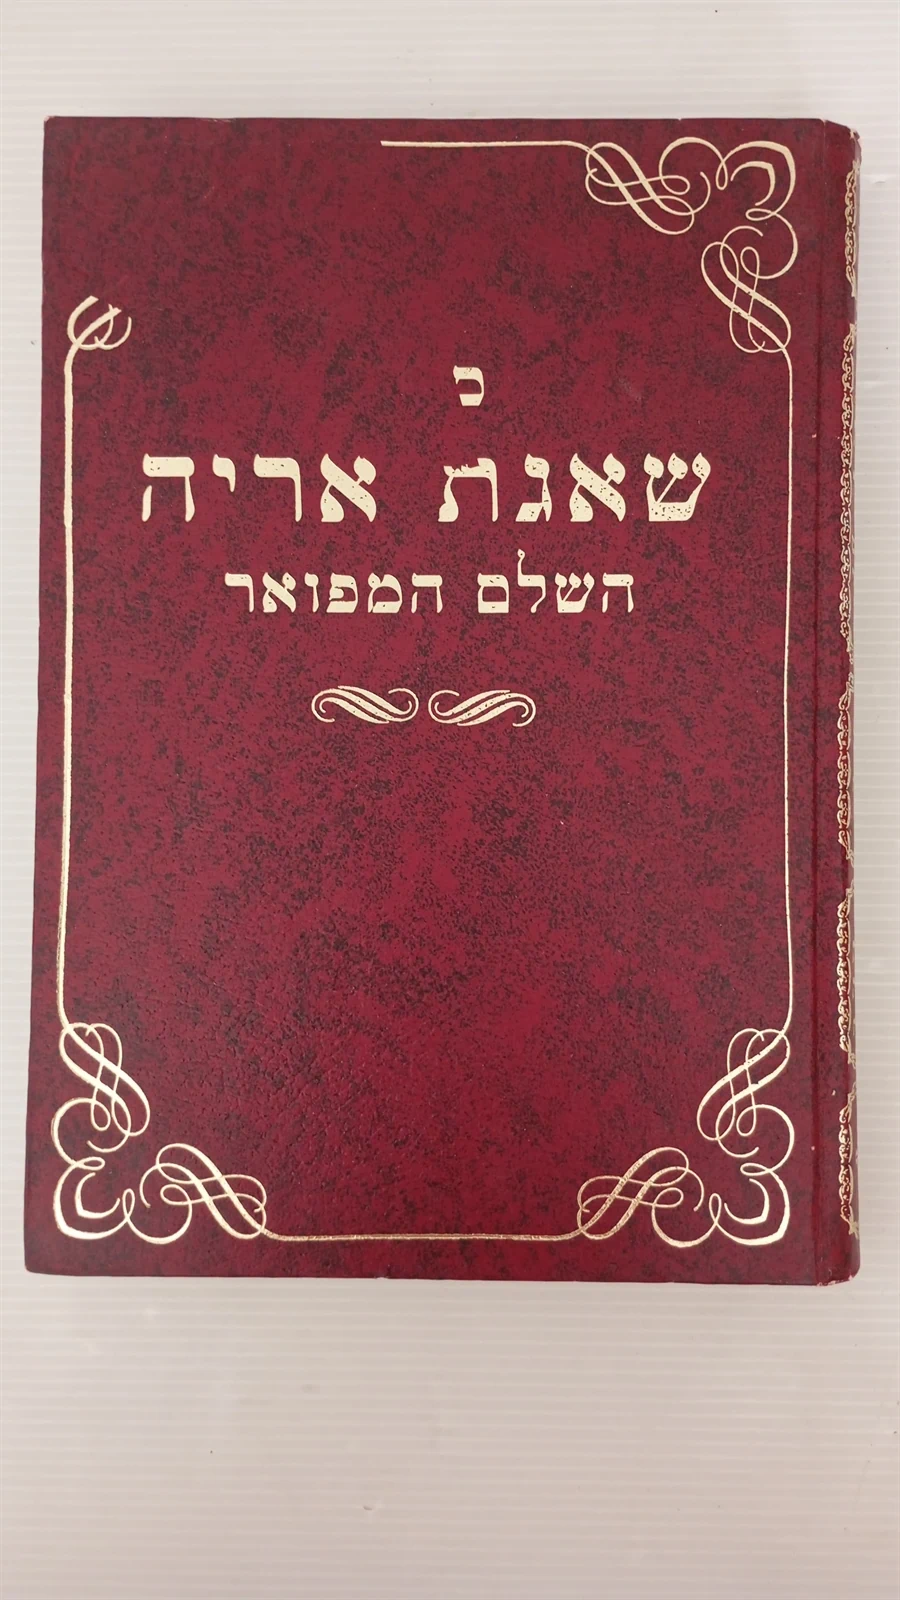 כ
שאגת אריה
השלם המפואר